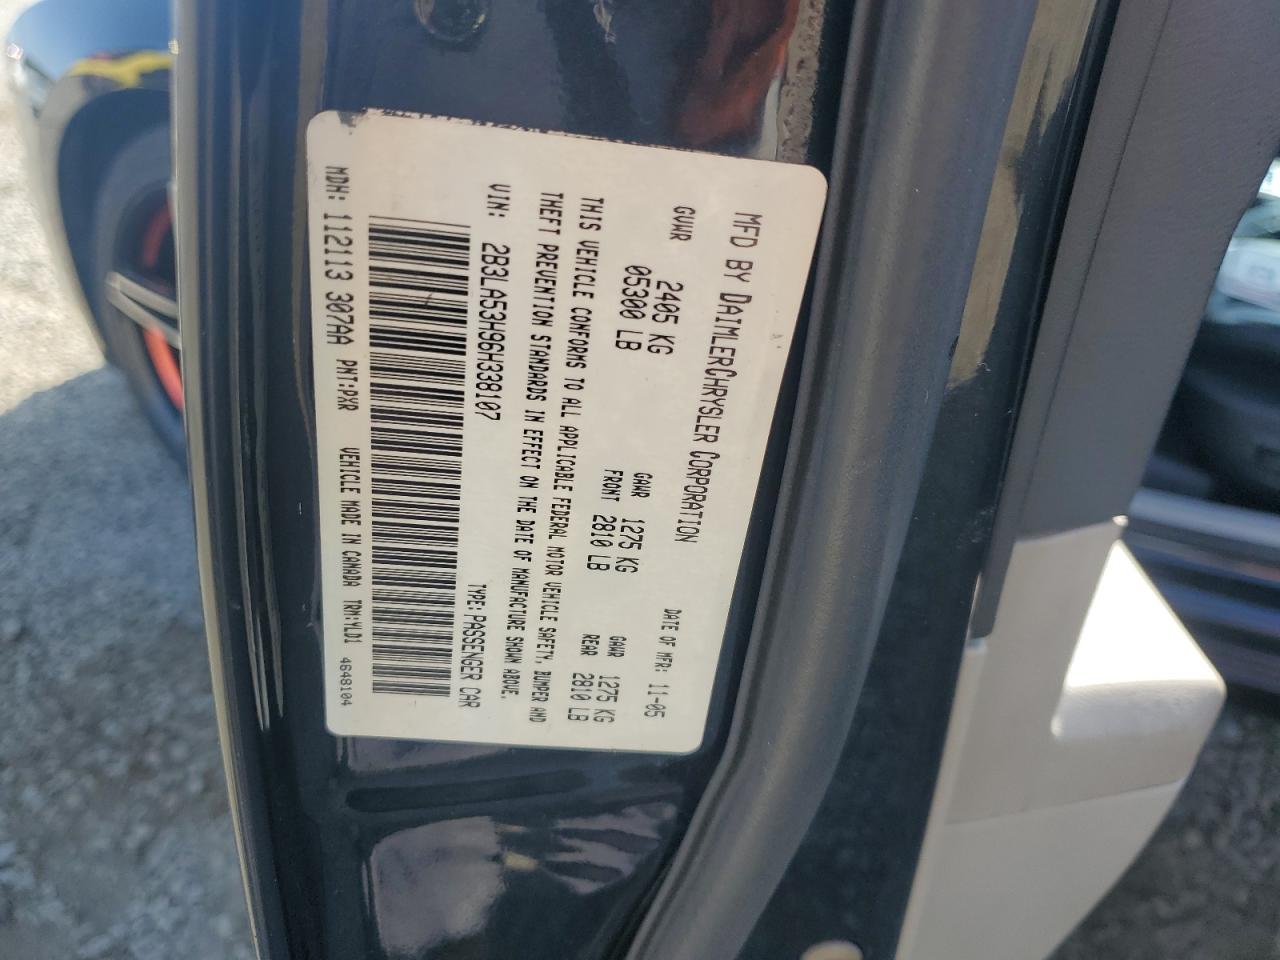 MFD BY DAIMLERCHRYSLER CORPORATION
DATE OF MFR: 11-05
GVWR 2405 KG
05300 LB
GAWR 1275 KG
FRONT 2810 LB
GAWR 1275 KG
REAR 2810 LB
THIS VEHICLE CONFORMS TO ALL APPLICABLE FEDERAL MOTOR VEHICLE SAFETY, BUMPER AND
THEFT PREVENTION STANDARDS IN EFFECT ON THE DATE OF MANUFACTURE SHOWN ABOVE.
VIN: 2B3LA53H96H338107
TYPE: PASSENGER CAR
MDH: 112113 307AA PNT:PXR VEHICLE MADE IN CANADA TRM:YLD1 4648104